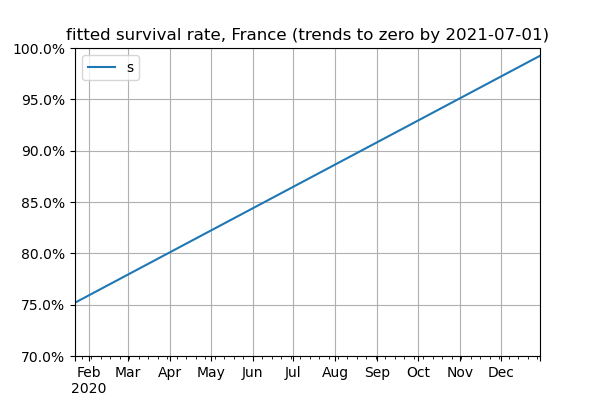 fitted survival rate, France (trends to zero by 2021-07-01)
100.0%
s
95.0%
90.0%
85.0%
80.0%
75.0%
70.0%
Feb Mar Apr May Jun Jul Aug Sep Oct Nov Dec
2020